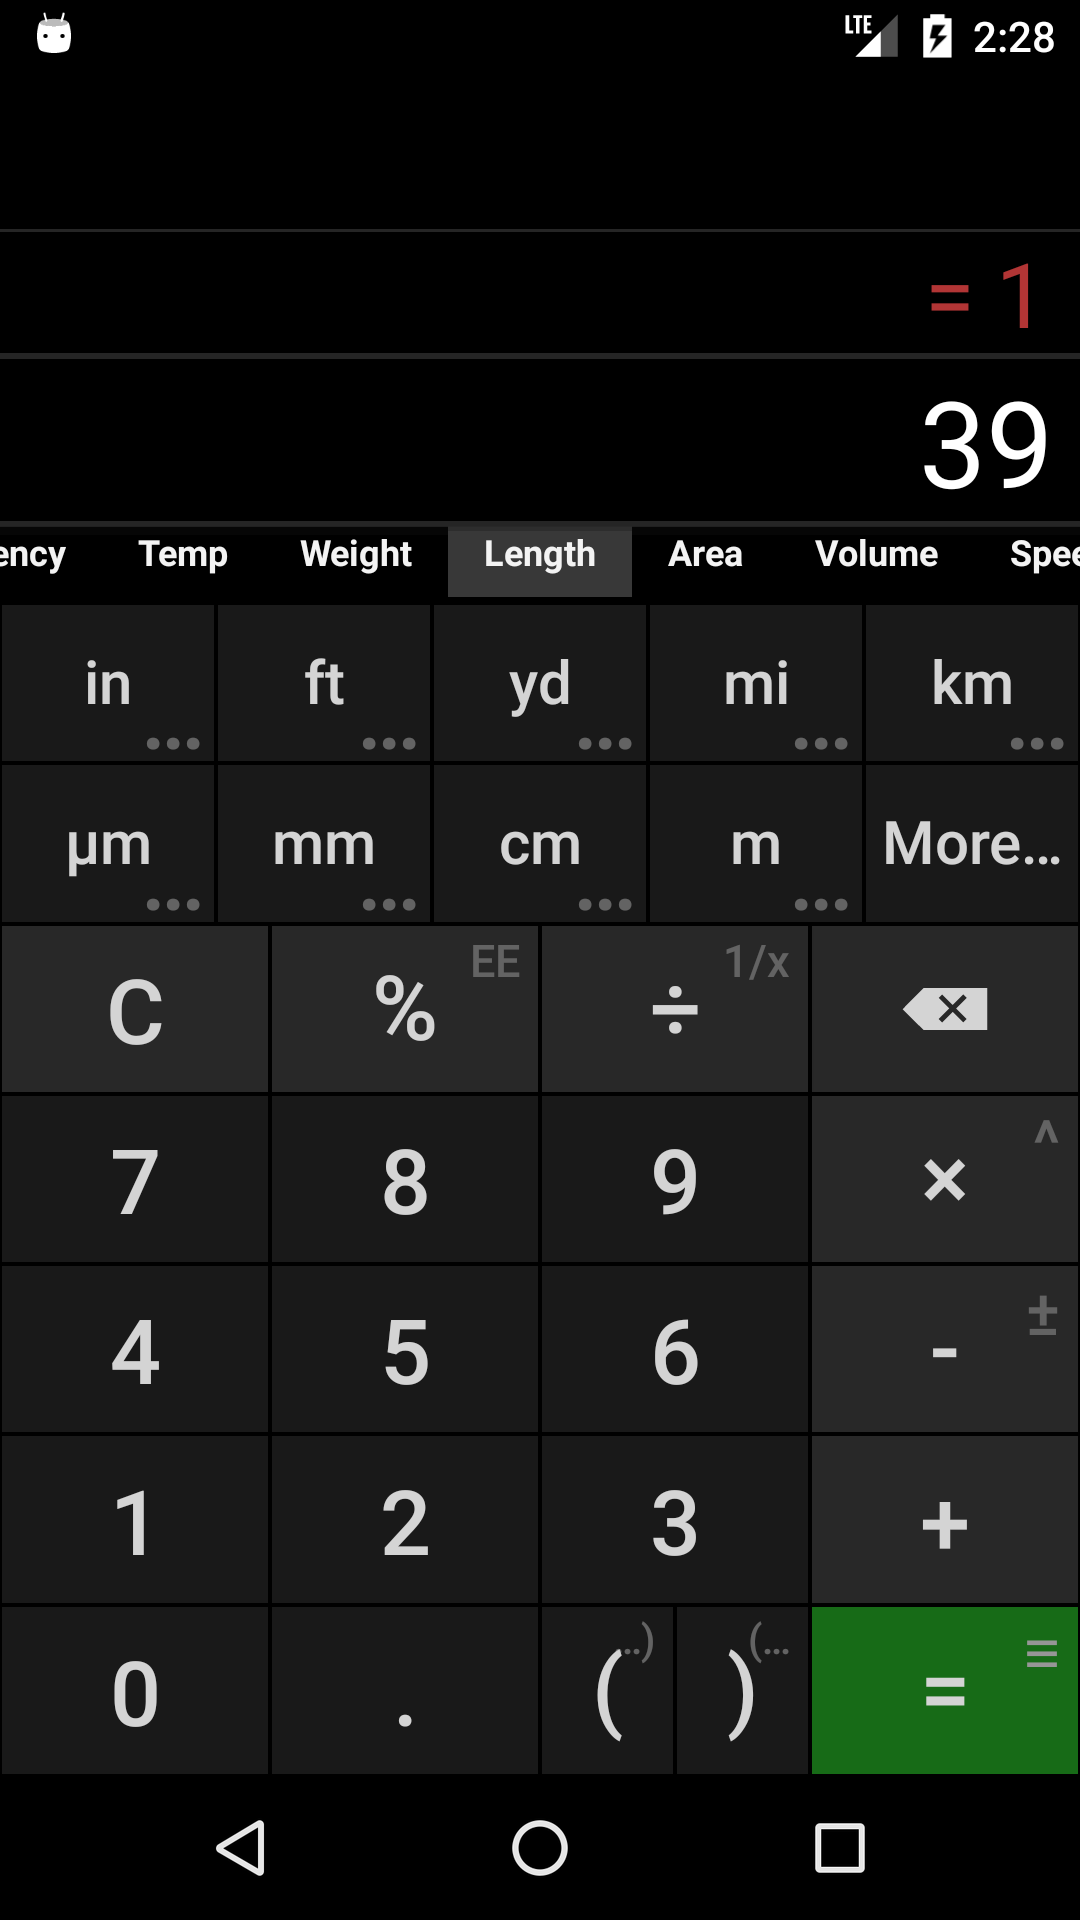 LTE 2:28
= 1
39
ency Temp Weight Length Area Volume Spee
in ft yd mi km
µm mm cm m More...
C % EE ÷ 1/x
7 8 9 × ^
4 5 6 - ±
1 2 3 +
0 . ( ..) ) (... =